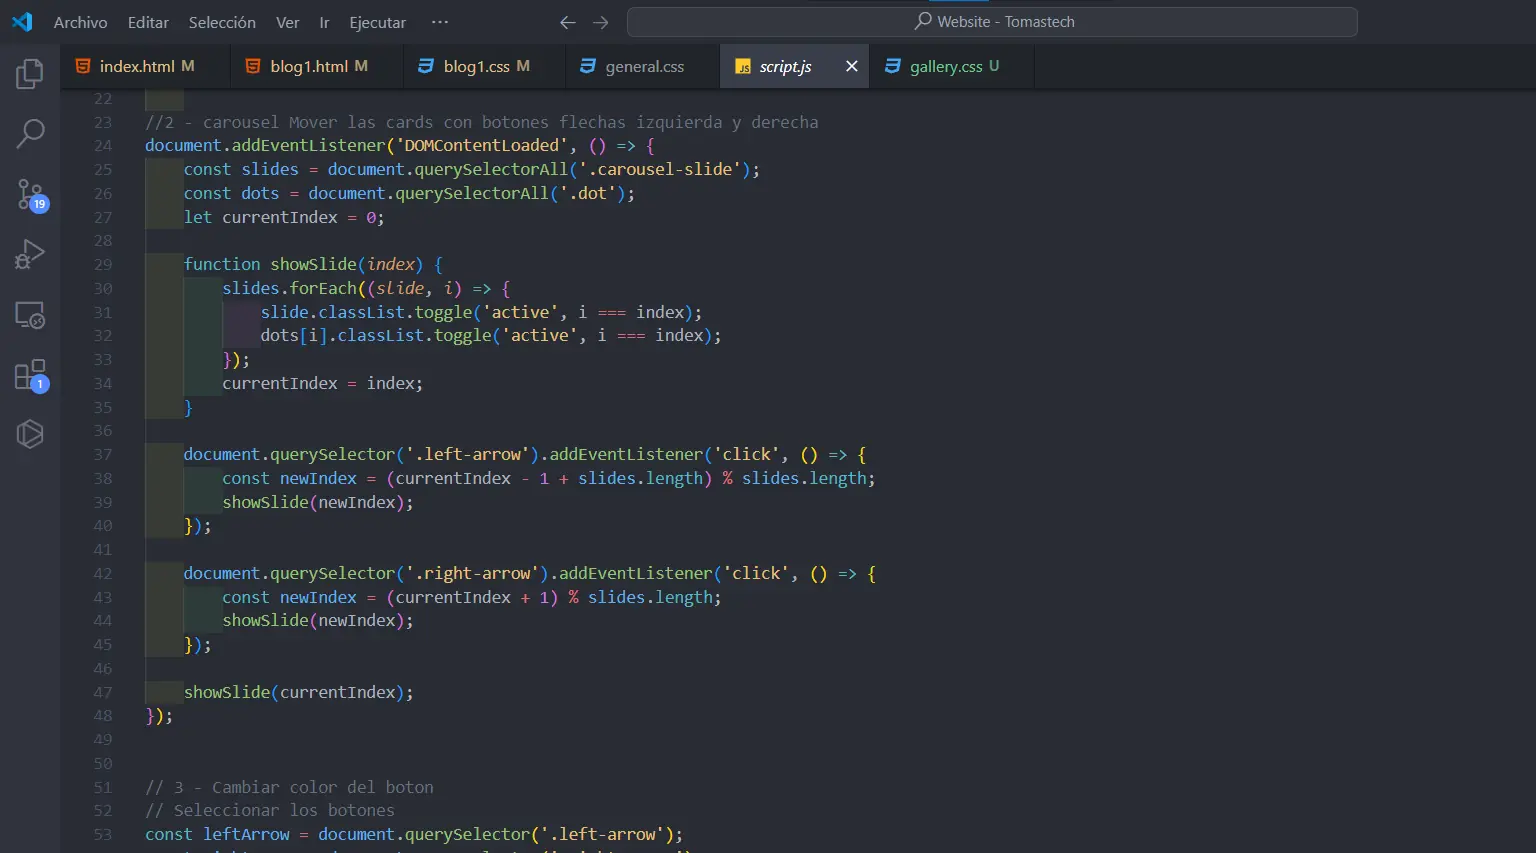 Archivo Editar Selección Ver Ir Ejecutar ··· ← → Website - Tomastech
index.html M blog1.html M blog1.css M general.css JS script.js × gallery.css U
22
23 //2 - carousel Mover las cards con botones flechas izquierda y derecha
24 document.addEventListener('DOMContentLoaded', () => {
25 const slides = document.querySelectorAll('.carousel-slide');
26 const dots = document.querySelectorAll('.dot');
27 let currentIndex = 0;
28
29 function showSlide(index) {
30 slides.forEach((slide, i) => {
31 slide.classList.toggle('active', i === index);
32 dots[i].classList.toggle('active', i === index);
33 });
34 currentIndex = index;
35 }
36
37 document.querySelector('.left-arrow').addEventListener('click', () => {
38 const newIndex = (currentIndex - 1 + slides.length) % slides.length;
39 showSlide(newIndex);
40 });
41
42 document.querySelector('.right-arrow').addEventListener('click', () => {
43 const newIndex = (currentIndex + 1) % slides.length;
44 showSlide(newIndex);
45 });
46
47 showSlide(currentIndex);
48 });
49
50
51 // 3 - Cambiar color del boton
52 // Seleccionar los botones
53 const leftArrow = document.querySelector('.left-arrow');
19
1